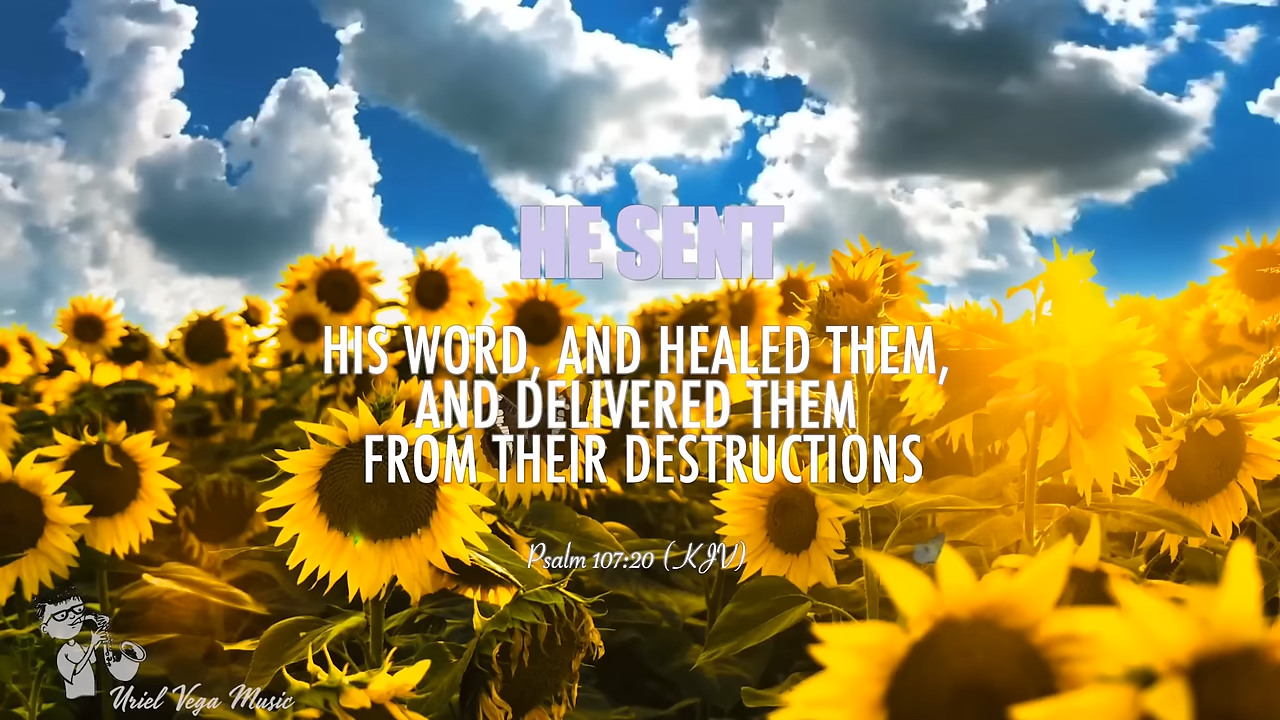 HE SENT
HIS WORD, AND HEALED THEM,
AND DELIVERED THEM
FROM THEIR DESTRUCTIONS
Psalm 107:20 (KJV)
Uriel Vega Music